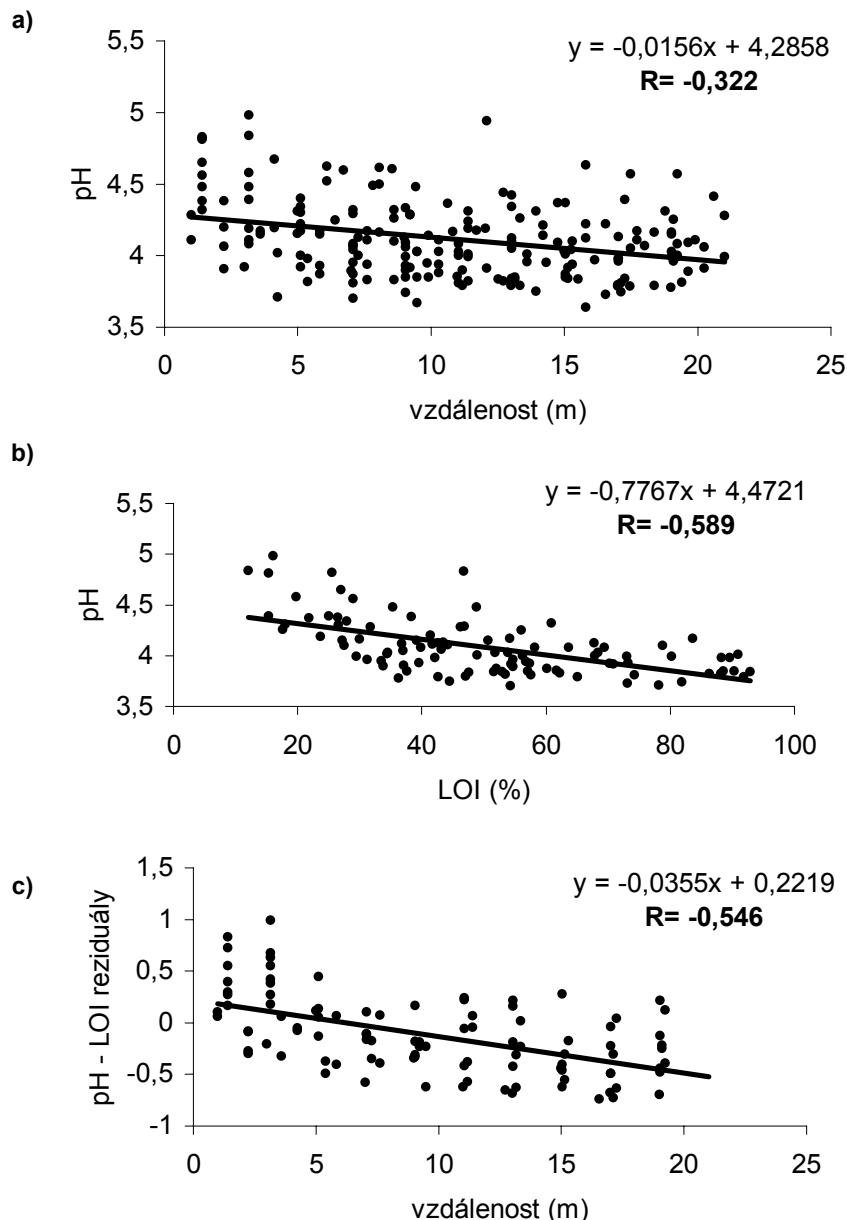 a)
y = -0,0156x + 4,2858
R= -0,322
5,5
5
4,5
4
3,5
pH
0 5 10 15 20 25
vzdálenost (m)
b)
y = -0,7767x + 4,4721
R= -0,589
5,5
5
4,5
4
3,5
pH
0 20 40 60 80 100
LOI (%)
c)
y = -0,0355x + 0,2219
R= -0,546
1,5
1
0,5
0
-0,5
-1
pH - LOI reziduály
0 5 10 15 20 25
vzdálenost (m)